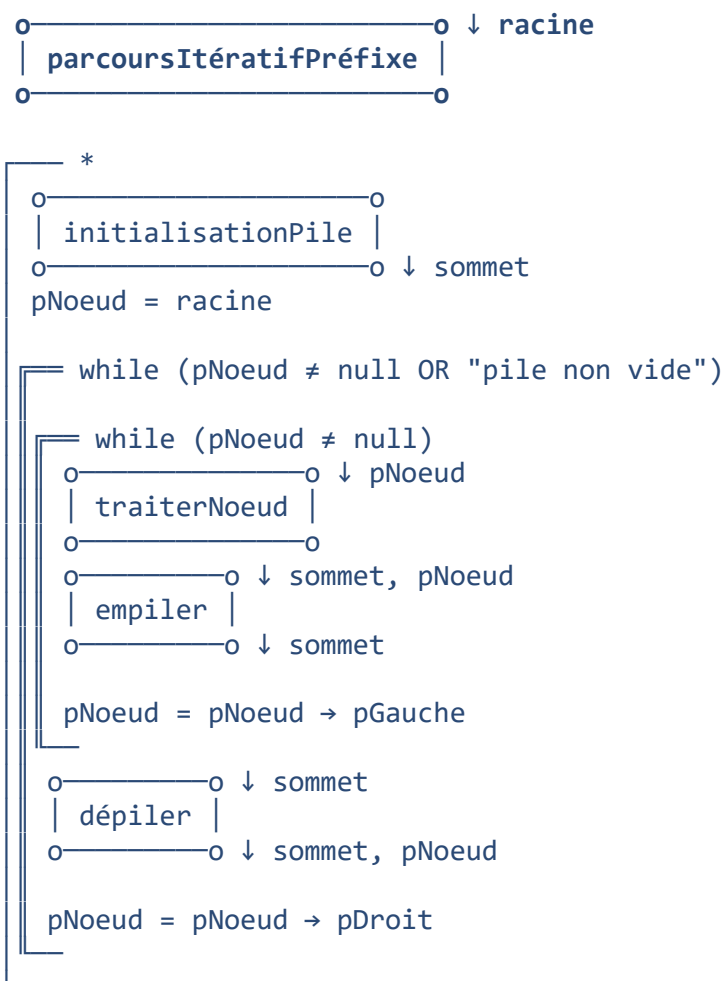 o─────────────────────────o ↓ racine
│ parcoursItératifPréfixe │
o─────────────────────────o
┌─── *
│ o────────────────────o
│ │ initialisationPile │
│ o────────────────────o ↓ sommet
│ pNoeud = racine
│
│╔══ while (pNoeud ≠ null OR "pile non vide")
│║
│║╔══ while (pNoeud ≠ null)
│║║ o──────────────o ↓ pNoeud
│║║ │ traiterNoeud │
│║║ o──────────────o
│║║ o─────────o ↓ sommet, pNoeud
│║║ │ empiler │
│║║ o─────────o ↓ sommet
│║║
│║║ pNoeud = pNoeud → pGauche
│║╙──
│║ o─────────o ↓ sommet
│║ │ dépiler │
│║ o─────────o ↓ sommet, pNoeud
│║
│║ pNoeud = pNoeud → pDroit
│╙──
│